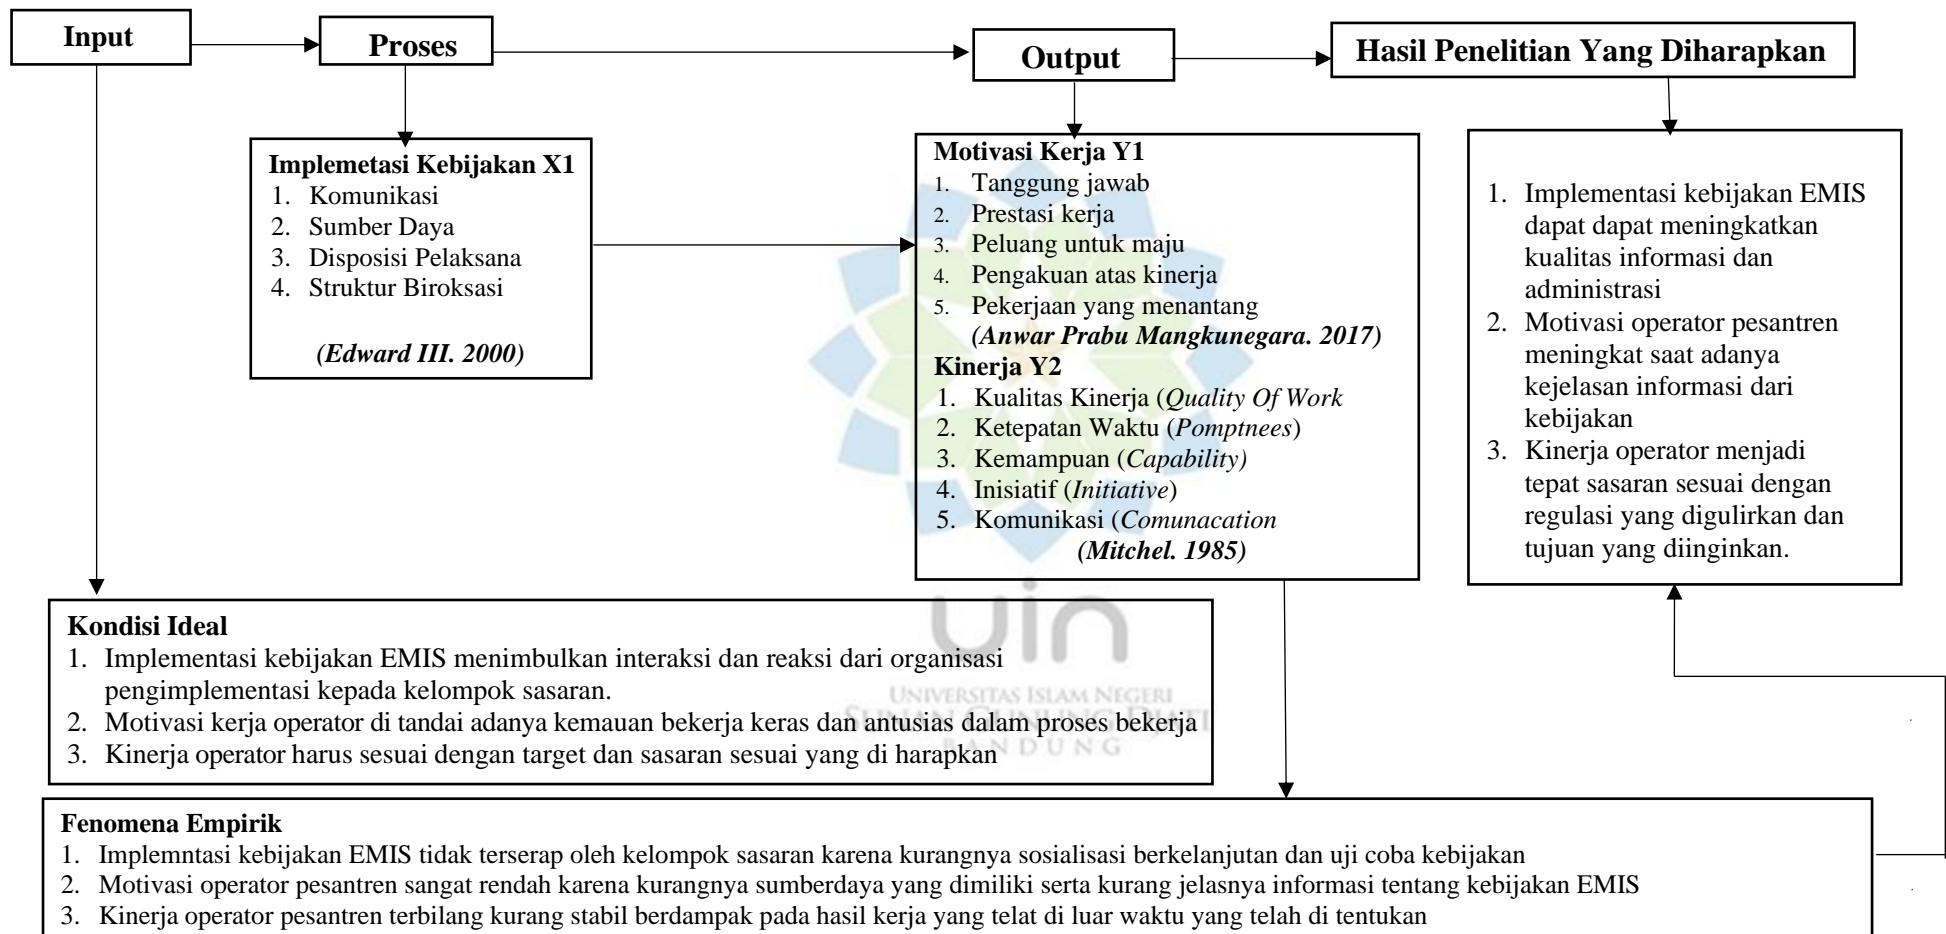 Input
Proses
Output
Hasil Penelitian Yang Diharapkan
Implemetasi Kebijakan X1
1. Komunikasi
2. Sumber Daya
3. Disposisi Pelaksana
4. Struktur Biroksasi
(Edward III. 2000)
Motivasi Kerja Y1
1. Tanggung jawab
2. Prestasi kerja
3. Peluang untuk maju
4. Pengakuan atas kinerja
5. Pekerjaan yang menantang
(Anwar Prabu Mangkunegara. 2017)
Kinerja Y2
1. Kualitas Kinerja (Quality Of Work
2. Ketepatan Waktu (Pomptnees)
3. Kemampuan (Capability)
4. Inisiatif (Initiative)
5. Komunikasi (Comunacation
(Mitchel. 1985)
1. Implementasi kebijakan EMIS
dapat dapat meningkatkan
kualitas informasi dan
administrasi
2. Motivasi operator pesantren
meningkat saat adanya
kejelasan informasi dari
kebijakan
3. Kinerja operator menjadi
tepat sasaran sesuai dengan
regulasi yang digulirkan dan
tujuan yang diinginkan.
Kondisi Ideal
1. Implementasi kebijakan EMIS menimbulkan interaksi dan reaksi dari organisasi
pengimplementasi kepada kelompok sasaran.
2. Motivasi kerja operator di tandai adanya kemauan bekerja keras dan antusias dalam proses bekerja
3. Kinerja operator harus sesuai dengan target dan sasaran sesuai yang di harapkan
uin
UNIVERSITAS ISLAM NEGERI
SUNAN GUNUNG DJATI
BANDUNG
Fenomena Empirik
1. Implemntasi kebijakan EMIS tidak terserap oleh kelompok sasaran karena kurangnya sosialisasi berkelanjutan dan uji coba kebijakan
2. Motivasi operator pesantren sangat rendah karena kurangnya sumberdaya yang dimiliki serta kurang jelasnya informasi tentang kebijakan EMIS
3. Kinerja operator pesantren terbilang kurang stabil berdampak pada hasil kerja yang telat di luar waktu yang telah di tentukan